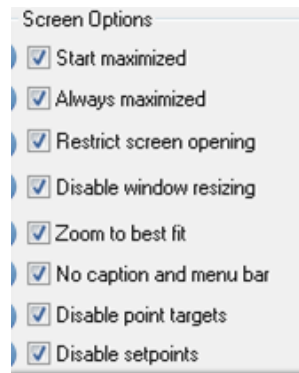 Screen Options
Start maximized
Always maximized
Restrict screen opening
Disable window resizing
Zoom to best fit
No caption and menu bar
Disable point targets
Disable setpoints